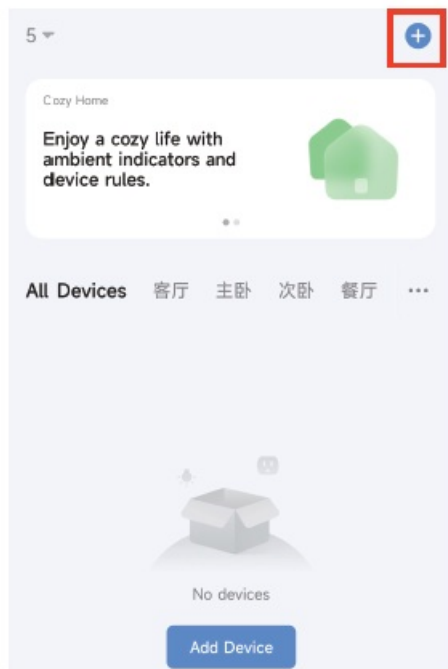 5
Cozy Home
Enjoy a cozy life with
ambient indicators and
device rules.
All Devices 客厅 主卧 次卧 餐厅 ...
No devices
Add Device